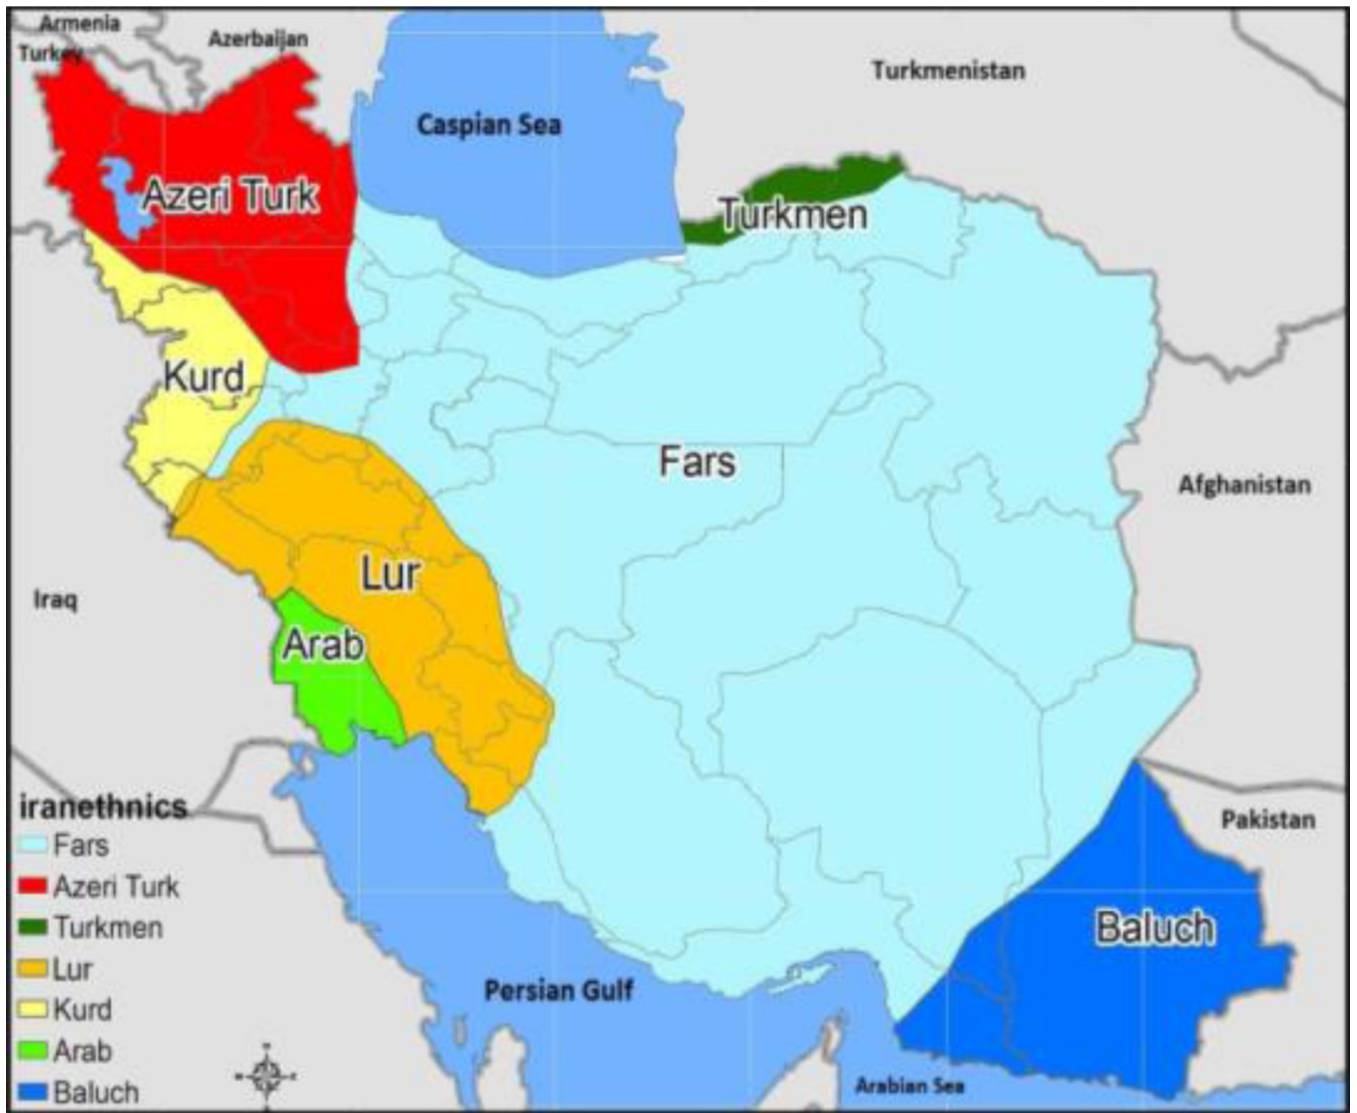 Armenia
Turkey
Azerbaijan
Turkmenistan
Caspian Sea
Azeri Turk
Turkmen
Kurd
Fars
Afghanistan
Lur
Iraq
Arab
iranethnics
Fars
Azeri Turk
Turkmen
Lur
Kurd
Arab
Baluch
Pakistan
Baluch
Persian Gulf
Arabian Sea